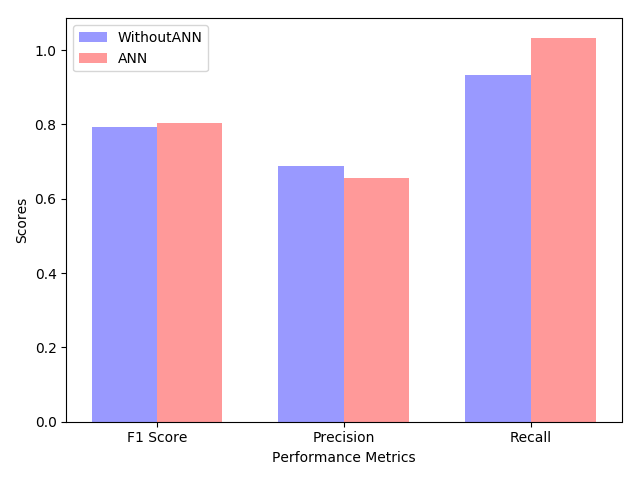 WithoutANN
ANN
1.0
0.8
0.6
0.4
0.2
0.0
Scores
F1 Score
Precision
Recall
Performance Metrics